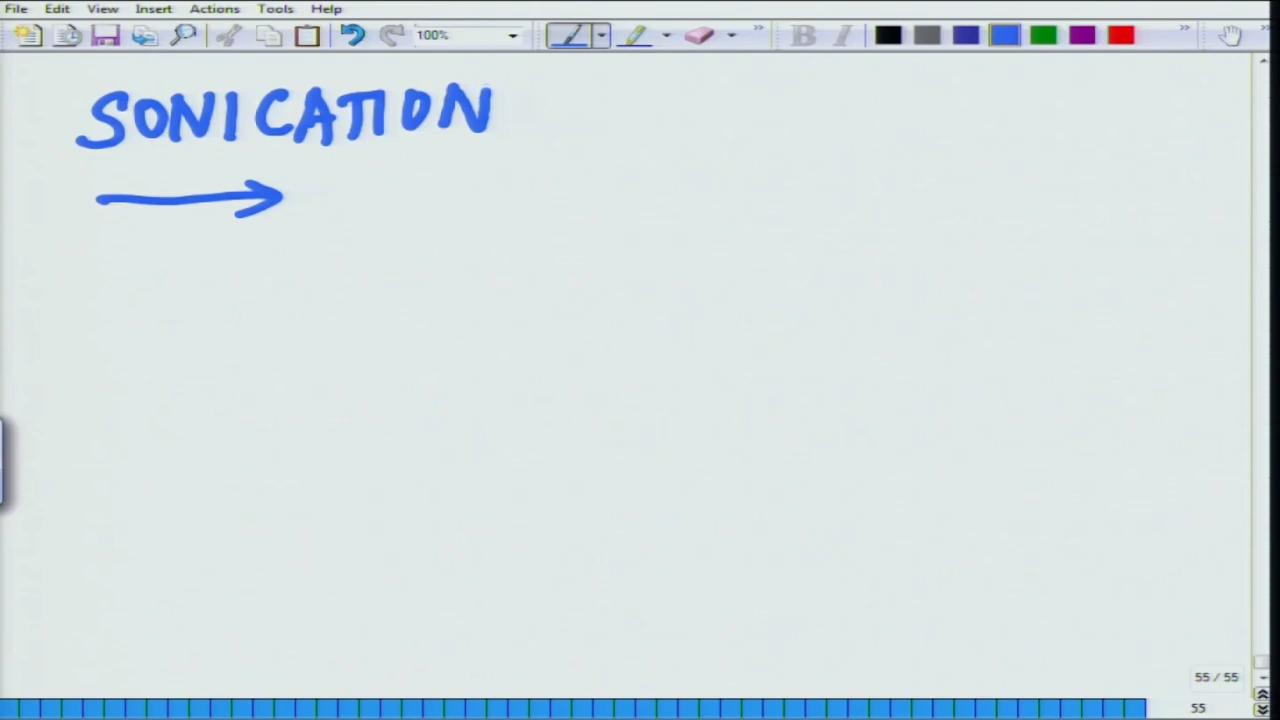 File Edit View Insert Actions Tools Help
100%
B I
SONICATION
55 / 55
55